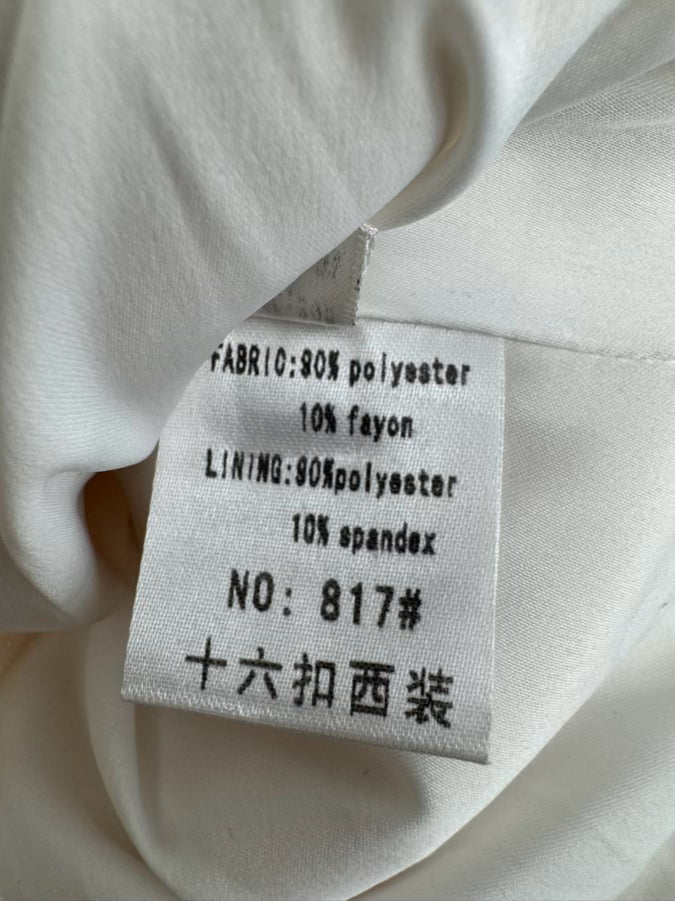 FABRIC:90% polyester
10% fayon
LINING:90%polyester
10% spandex
NO: 817#
十六扣西装